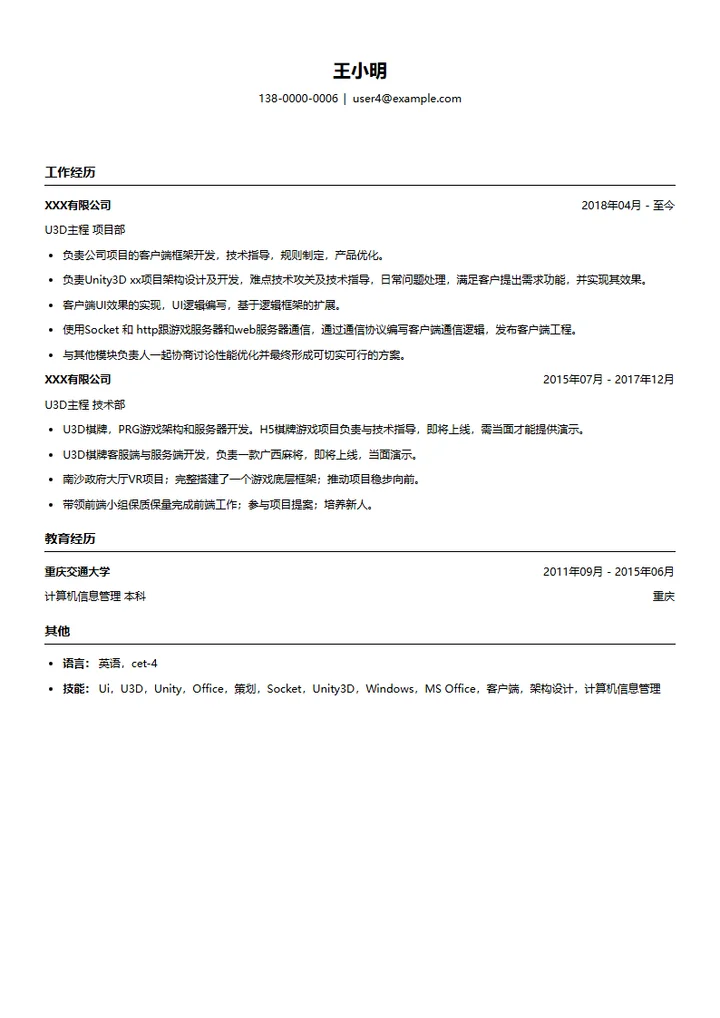 王小明
138-0000-0006 | user4@example.com
工作经历
XXX有限公司 2018年04月 - 至今
U3D主程 项目部
• 负责公司项目的客户端框架开发，技术指导，规则制定，产品优化。
• 负责Unity3D xx项目架构设计及开发，难点技术攻关及技术指导，日常问题处理，满足客户提出需求功能，并实现其效果。
• 客户端UI效果的实现，UI逻辑编写，基于逻辑框架的扩展。
• 使用Socket 和 http跟游戏服务器和web服务器通信，通过通信协议编写客户端通信逻辑，发布客户端工程。
• 与其他模块负责人一起协商讨论性能优化并最终形成可切实可行的方案。
XXX有限公司 2015年07月 - 2017年12月
U3D主程 技术部
• U3D棋牌，PRG游戏架构和服务器开发。H5棋牌游戏项目负责与技术指导，即将上线，需当面才能提供演示。
• U3D棋牌客服端与服务端开发，负责一款广西麻将，即将上线，当面演示。
• 南沙政府大厅VR项目；完整搭建了一个游戏底层框架；推动项目稳步向前。
• 带领前端小组保质保量完成前端工作；参与项目提案；培养新人。
教育经历
重庆交通大学 2011年09月 - 2015年06月
计算机信息管理 本科 重庆
其他
• 语言： 英语，cet-4
• 技能： Ui，U3D，Unity，Office，策划，Socket，Unity3D，Windows，MS Office，客户端，架构设计，计算机信息管理